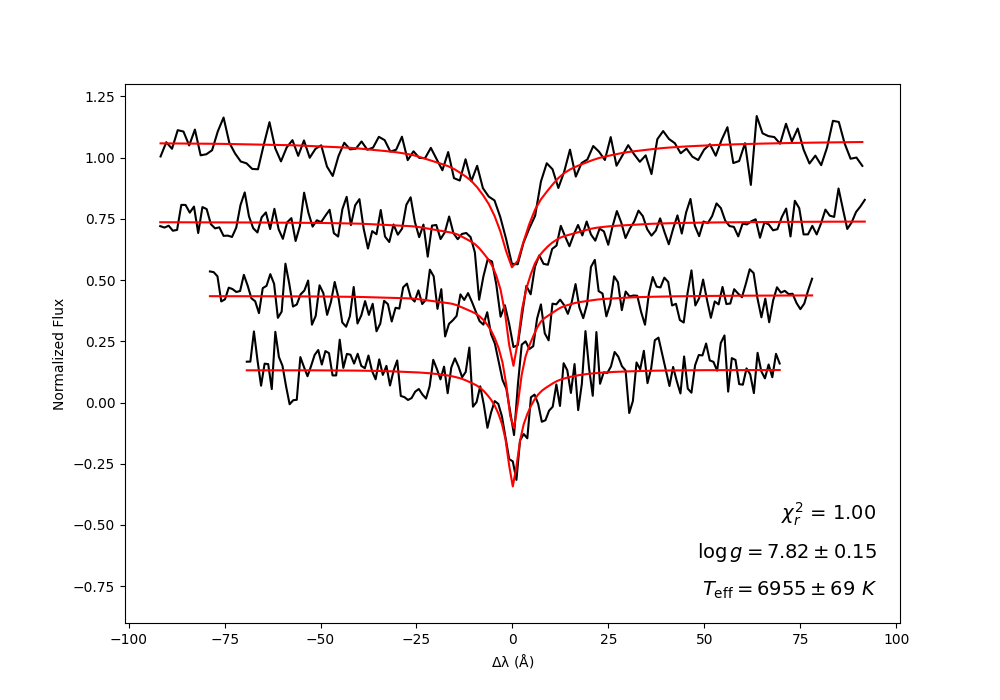 1.25
1.00
0.75
0.50
0.25
0.00
−0.25
−0.50
−0.75
Normalized Flux
χ²ᵣ = 1.00
log g = 7.82 ± 0.15
T_eff = 6955 ± 69 K
−100 −75 −50 −25 0 25 50 75 100
Δλ (Å)